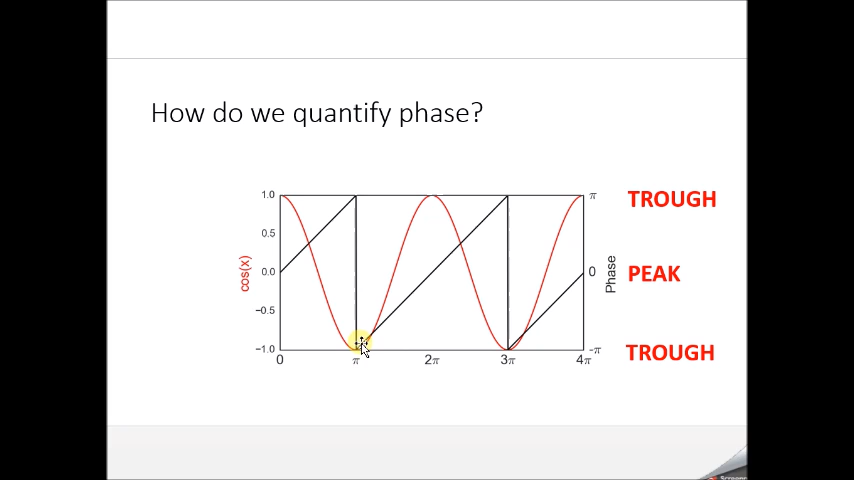 How do we quantify phase?
1.0
0.5
0.0
−0.5
−1.0
cos(x)
0
π
2π
3π
4π
π
0
-π
Phase
TROUGH
PEAK
TROUGH